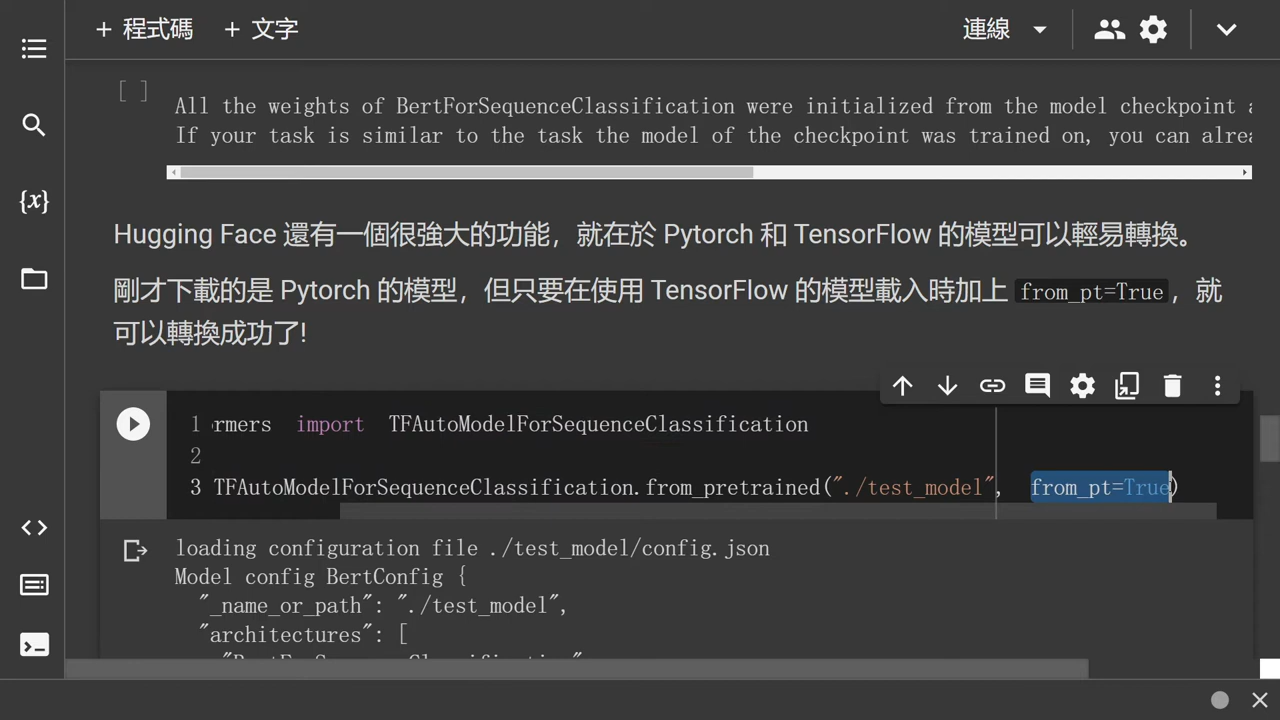 + 程式碼 + 文字 連線
[ ]
All the weights of BertForSequenceClassification were initialized from the model checkpoint a
If your task is similar to the task the model of the checkpoint was trained on, you can alrea
Hugging Face 還有一個很強大的功能，就在於 Pytorch 和 TensorFlow 的模型可以輕易轉換。
剛才下載的是 Pytorch 的模型，但只要在使用 TensorFlow 的模型載入時加上 from_pt=True，就
可以轉換成功了!
1 ormers import TFAutoModelForSequenceClassification
2
3 TFAutoModelForSequenceClassification.from_pretrained("./test_model", from_pt=True)
loading configuration file ./test_model/config.json
Model config BertConfig {
"_name_or_path": "./test_model",
"architectures": [
"BertForSequenceClassification"